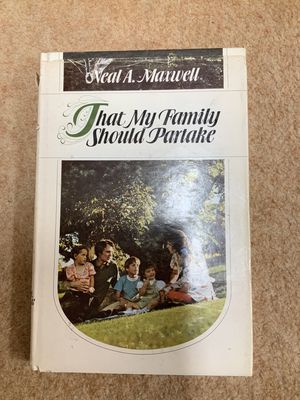 Neal A. Maxwell
That My Family
Should Partake